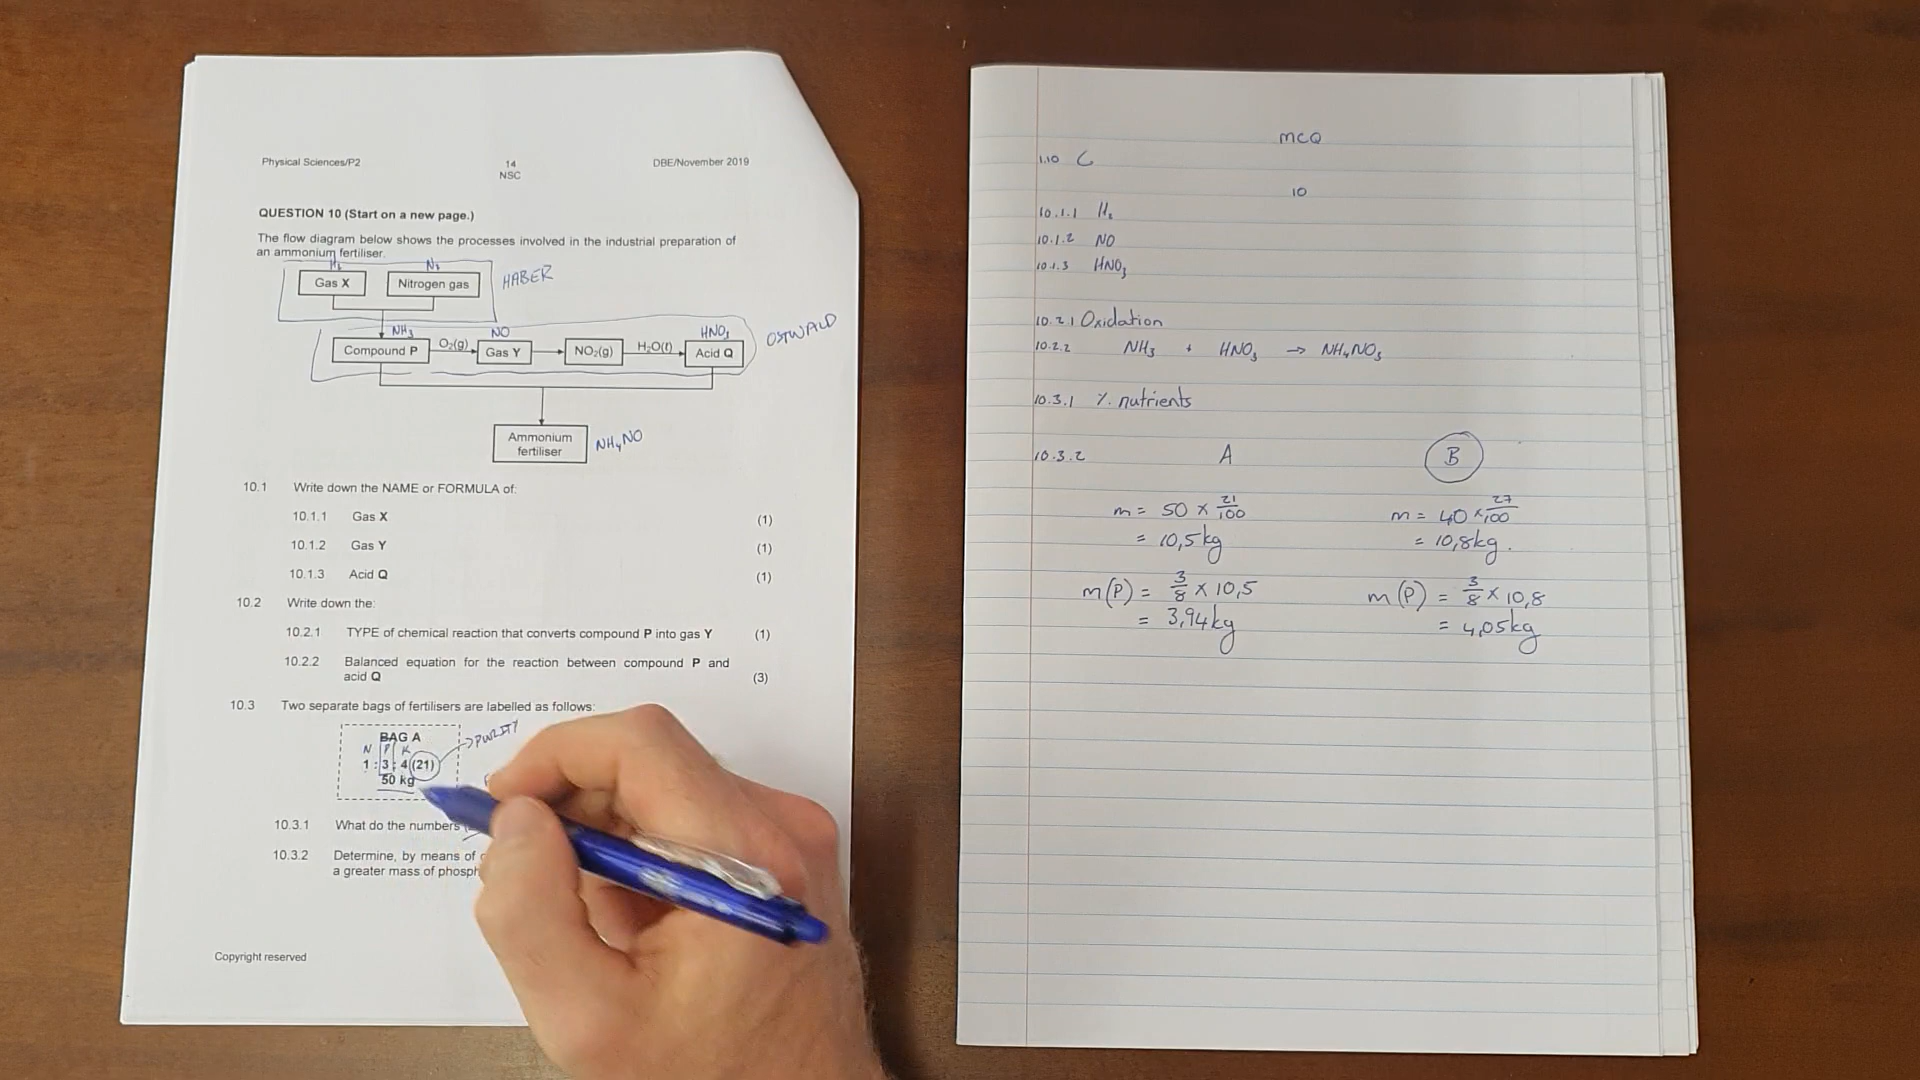 Physical Sciences/P2 14 DBE/November 2019
NSC
QUESTION 10 (Start on a new page.)
The flow diagram below shows the processes involved in the industrial preparation of
an ammonium fertiliser.
H₂ N₂
Gas X Nitrogen gas HABER
NH₃ NO HNO₃ OSTWALD
Compound P O₂(g) Gas Y NO₂(g) H₂O(ℓ) Acid Q
Ammonium
fertiliser NH₄NO
10.1 Write down the NAME or FORMULA of:
10.1.1 Gas X (1)
10.1.2 Gas Y (1)
10.1.3 Acid Q (1)
10.2 Write down the:
10.2.1 TYPE of chemical reaction that converts compound P into gas Y (1)
10.2.2 Balanced equation for the reaction between compound P and
acid Q (3)
10.3 Two separate bags of fertilisers are labelled as follows:
BAG A → PURITY
N P K
1 : 3 : 4 (21)
50 kg
10.3.1 What do the numbers
10.3.2 Determine, by means of
a greater mass of
Copyright reserved
MCQ
1.10 C
10
10.1.1 H₂
10.1.2 NO
10.1.3 HNO₃
10.2.1 Oxidation
10.2.2 NH₃ + HNO₃ → NH₄NO₃
10.3.1 % nutrients
10.3.2 A B
m = 50 × 21/100 m = 40 × 27/100
= 10,5kg = 10,8kg.
m(P) = 3/8 × 10,5 m(P) = 3/8 × 10,8
= 3,94kg = 4,05kg